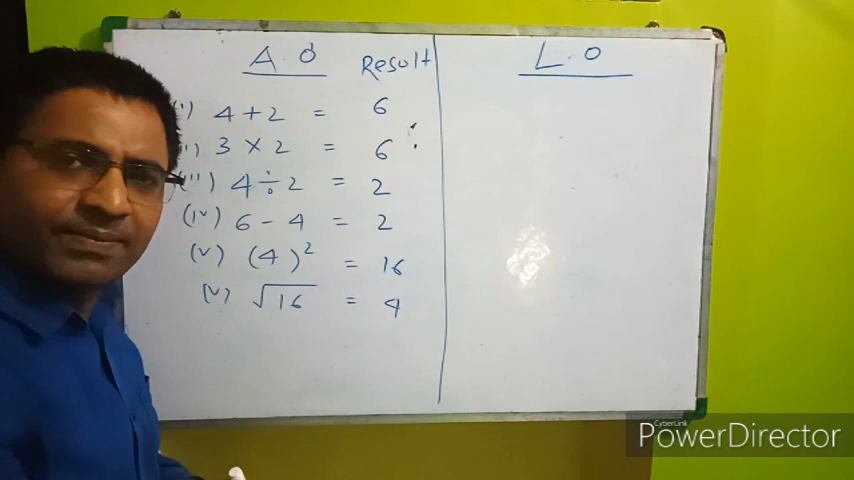 A.O Result
L.O
(i) 4 + 2 = 6
(ii) 3 × 2 = 6
(iii) 4 ÷ 2 = 2
(iv) 6 - 4 = 2
(v) (4)² = 16
(v) √16 = 4
CyberLink
PowerDirector